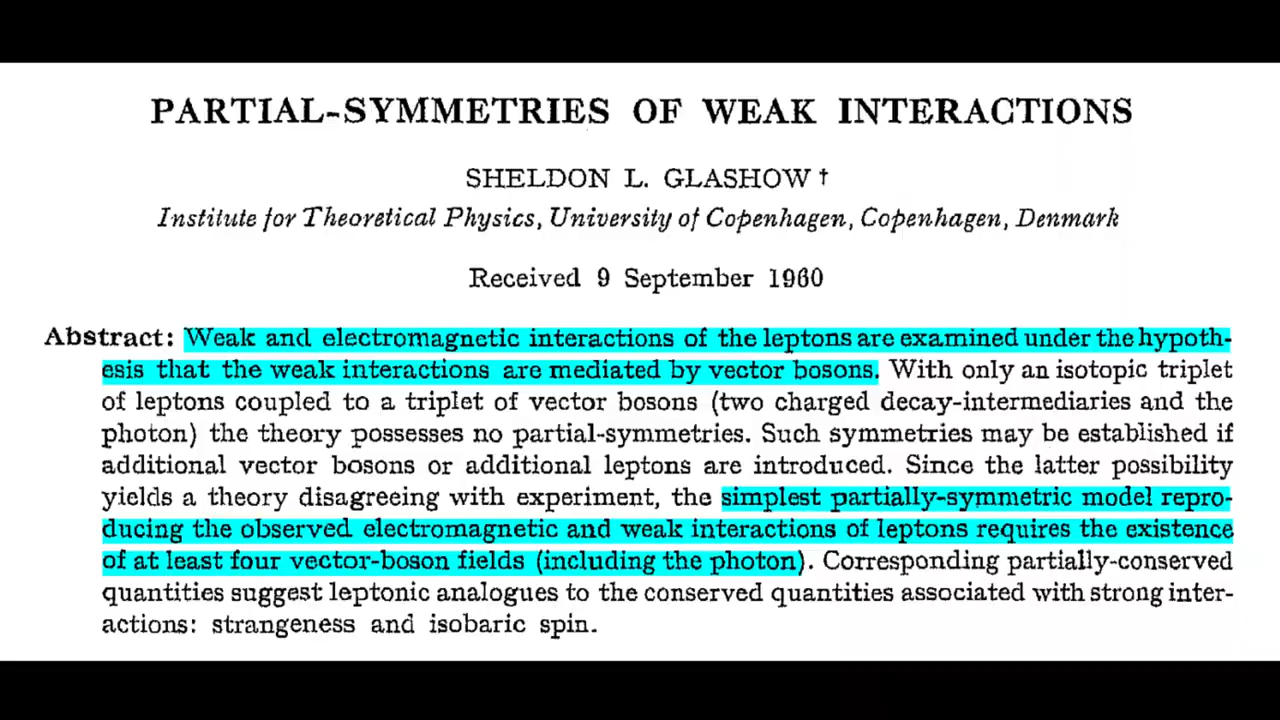 PARTIAL-SYMMETRIES OF WEAK INTERACTIONS
SHELDON L. GLASHOW †
Institute for Theoretical Physics, University of Copenhagen, Copenhagen, Denmark
Received 9 September 1960
Abstract: Weak and electromagnetic interactions of the leptons are examined under the hypoth-
esis that the weak interactions are mediated by vector bosons. With only an isotopic triplet
of leptons coupled to a triplet of vector bosons (two charged decay-intermediaries and the
photon) the theory possesses no partial-symmetries. Such symmetries may be established if
additional vector bosons or additional leptons are introduced. Since the latter possibility
yields a theory disagreeing with experiment, the simplest partially-symmetric model repro-
ducing the observed electromagnetic and weak interactions of leptons requires the existence
of at least four vector-boson fields (including the photon). Corresponding partially-conserved
quantities suggest leptonic analogues to the conserved quantities associated with strong inter-
actions: strangeness and isobaric spin.